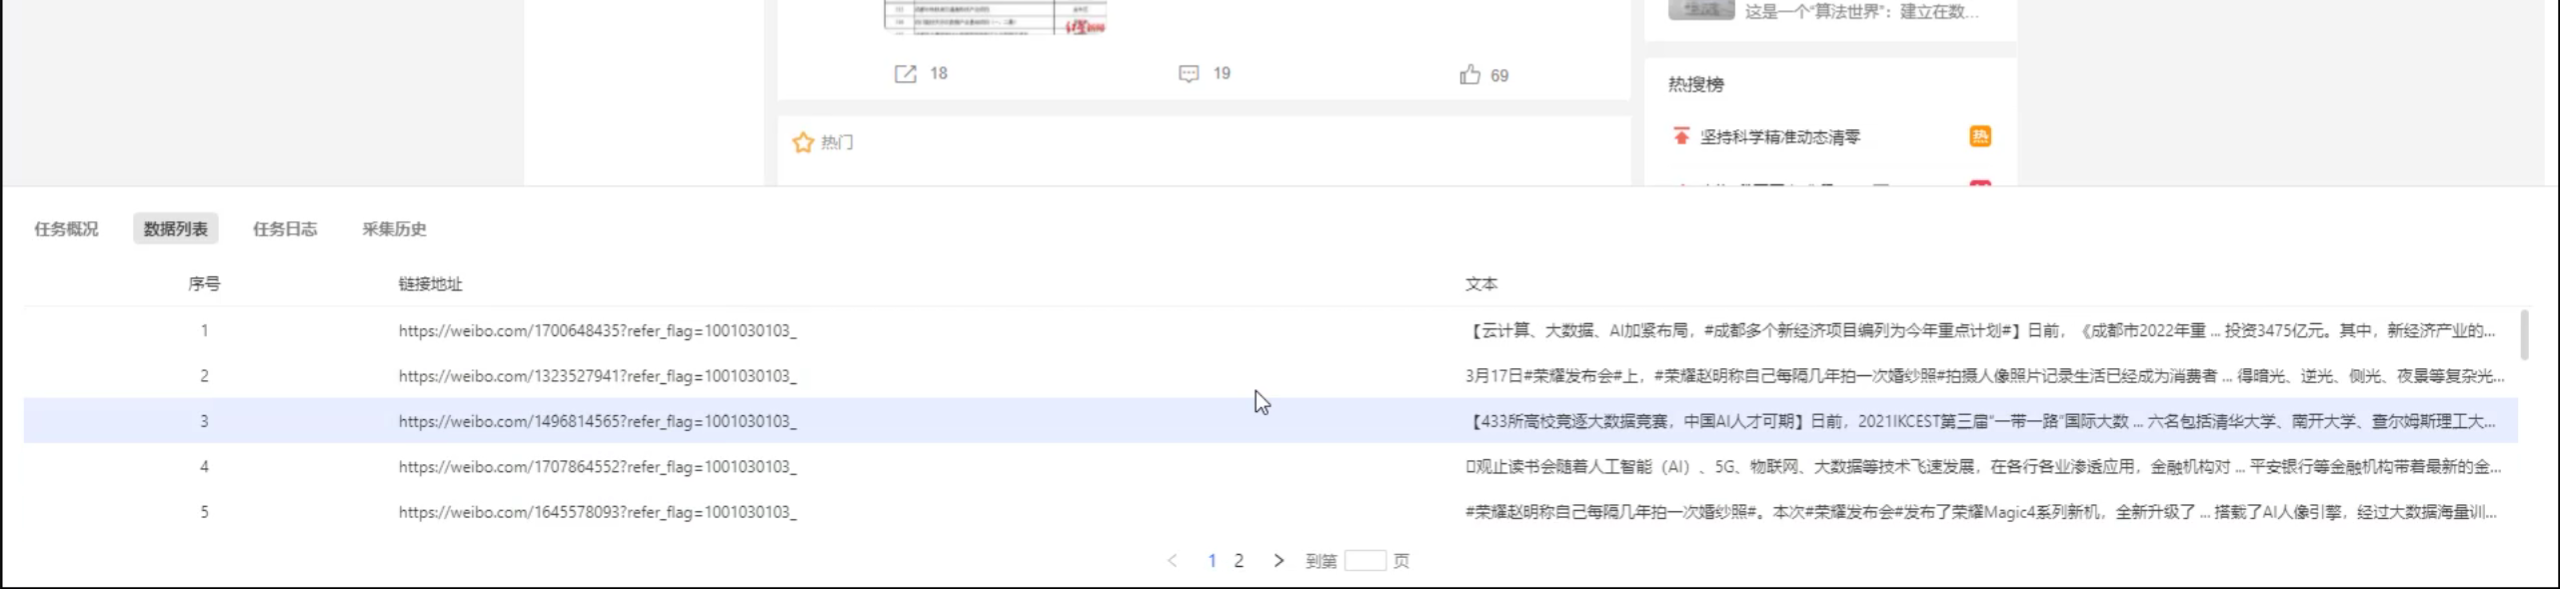 这是一个“算法世界”：建立在数...
18
19
69
热搜榜
热门
坚持科学精准动态清零
热
任务概况 数据列表 任务日志 采集历史
序号 链接地址 文本
1 https://weibo.com/1700648435?refer_flag=1001030103_ 【云计算、大数据、AI加紧布局，#成都多个新经济项目编列为今年重点计划#】日前，《成都市2022年重 ... 投资3475亿元。其中，新经济产业的...
2 https://weibo.com/1323527941?refer_flag=1001030103_ 3月17日#荣耀发布会#上，#荣耀赵明称自己每隔几年拍一次婚纱照#拍摄人像照片记录生活已经成为消费者 ... 得暗光、逆光、侧光、夜景等复杂光...
3 https://weibo.com/1496814565?refer_flag=1001030103_ 【433所高校竞逐大数据竞赛，中国AI人才可期】日前，2021IKCEST第三届“一带一路”国际大数 ... 六名包括清华大学、南开大学、查尔姆斯理工大...
4 https://weibo.com/1707864552?refer_flag=1001030103_ 观止读书会随着人工智能（AI）、5G、物联网、大数据等技术飞速发展，在各行各业渗透应用，金融机构对 ... 平安银行等金融机构带着最新的金...
5 https://weibo.com/1645578093?refer_flag=1001030103_ #荣耀赵明称自己每隔几年拍一次婚纱照#。本次#荣耀发布会#发布了荣耀Magic4系列新机，全新升级了 ... 搭载了AI人像引擎，经过大数据海量训...
< 1 2 > 到第 页